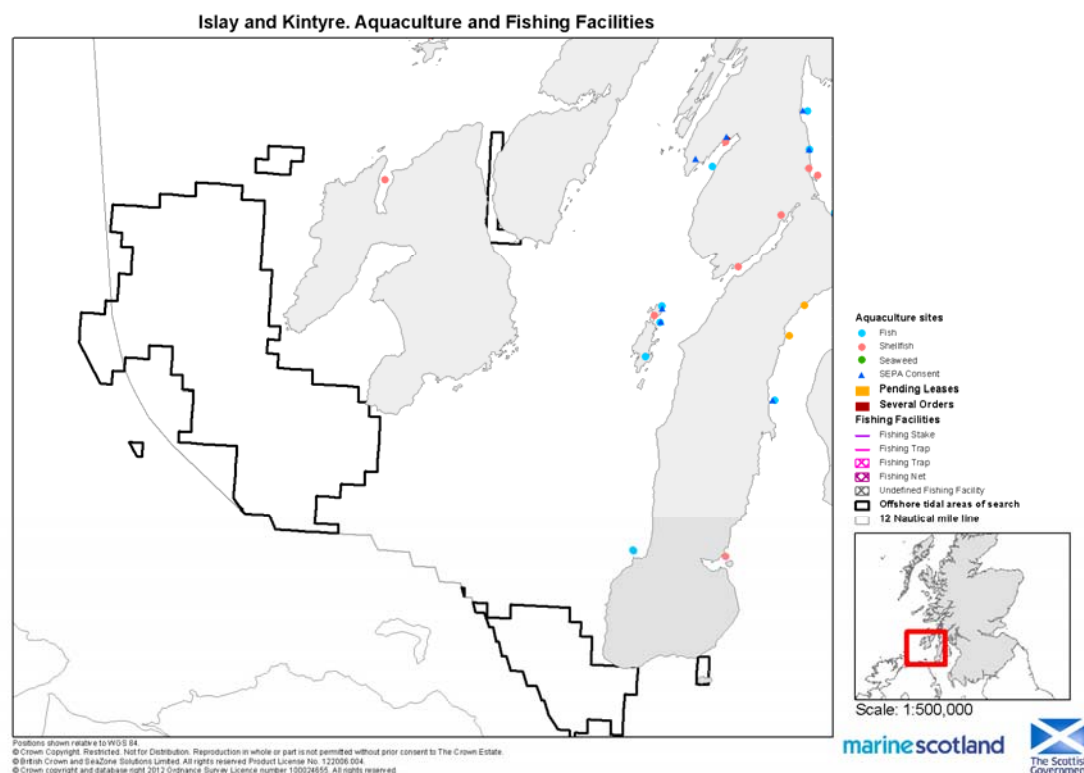 Islay and Kintyre. Aquaculture and Fishing Facilities
Aquaculture sites
Fish
Shellfish
Seaweed
SEPA Consent
Pending Leases
Several Orders
Fishing Facilities
Fishing Stake
Fishing Trap
Fishing Trap
Fishing Net
Undefined Fishing Facility
Offshore tidal areas of search
12 Nautical mile line
Scale: 1:500,000
marinescotland
The Scottish
Government
Positions shown relative to WGS 84.
© Crown Copyright. Restricted. Not for Distribution. Reproduction in whole or part is not permitted without prior consent to The Crown Estate.
© British Crown and SeaZone Solutions Limited. All rights reserved Product License No. 122006.004.
© Crown copyright and database right 2012 Ordnance Survey Licence number 100024655. All rights reserved